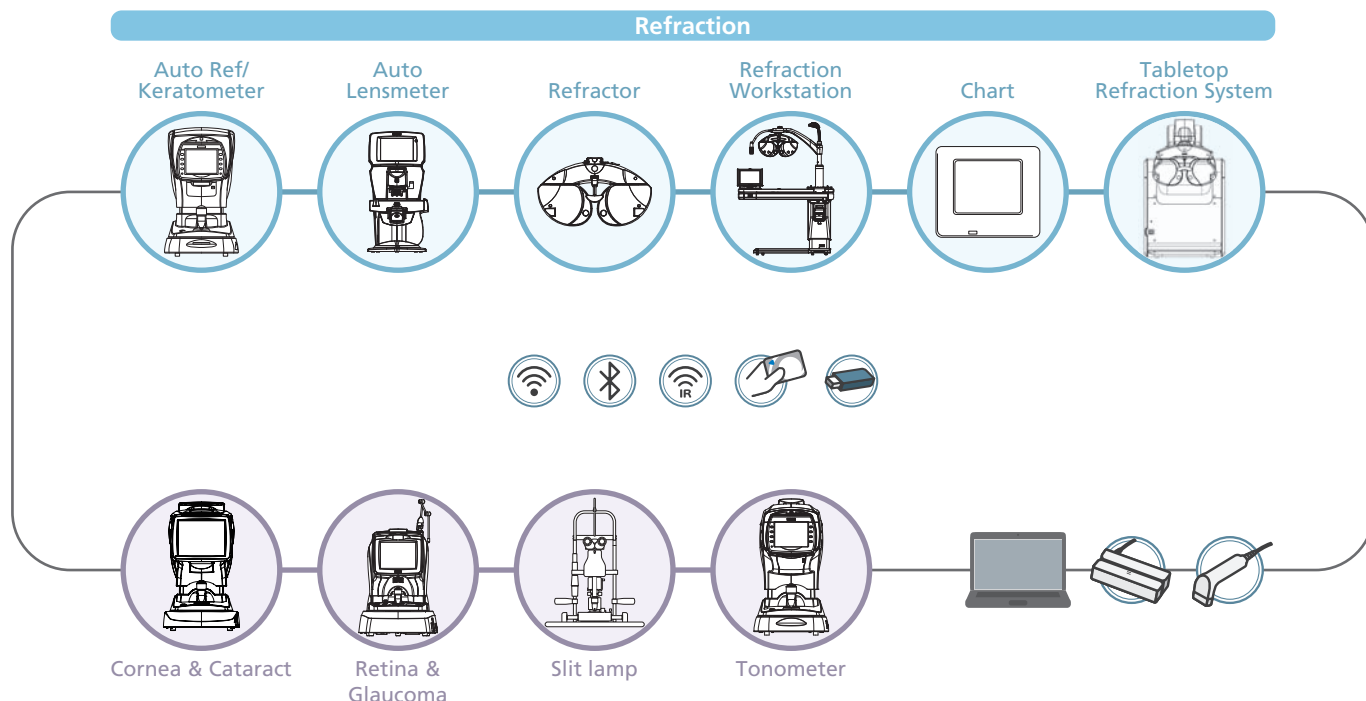 Refraction
Auto Ref/
Keratometer
Auto
Lensmeter
Refractor
Refraction
Workstation
Chart
Tabletop
Refraction System
IR
Cornea & Cataract
Retina &
Glaucoma
Slit lamp
Tonometer